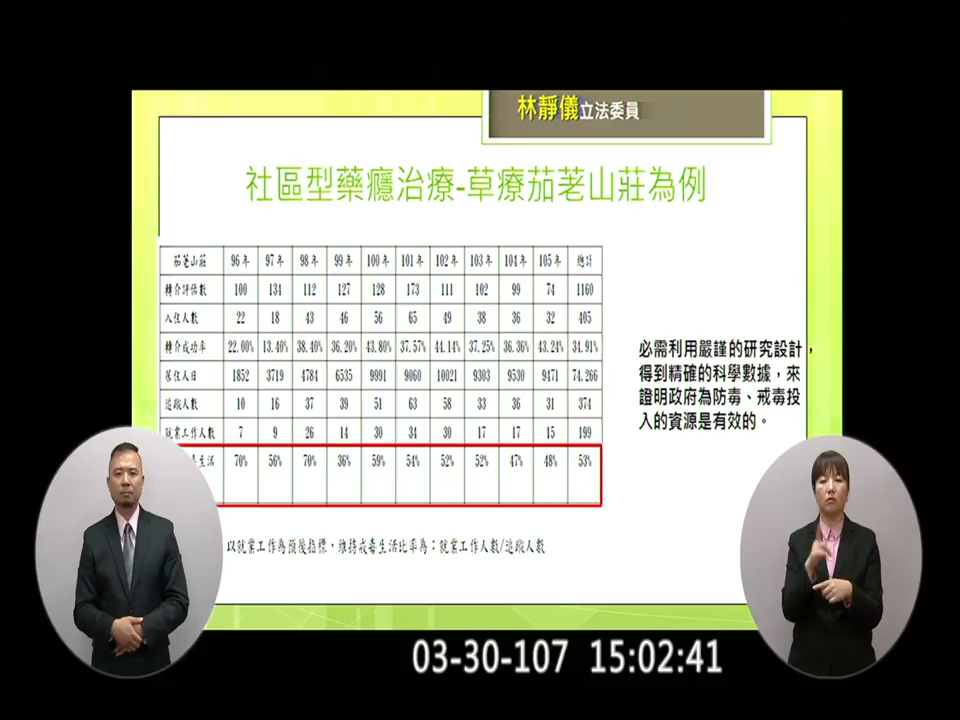 林靜儀立法委員
社區型藥癮治療-草療茄荖山莊為例
茄荖山莊 96年 97年 98年 99年 100年 101年 102年 103年 104年 105年 總計
轉介評估數 100 134 112 127 128 173 111 102 99 74 1160
入住人數 22 18 43 46 56 65 49 38 36 32 405
轉介成功率 22.00% 13.40% 38.40% 36.20% 43.80% 37.57% 44.14% 37.25% 36.36% 43.24% 34.91%
居住人日 1852 3719 4784 6535 9991 9060 10021 9303 9530 9471 74.266
追蹤人數 10 16 37 39 51 63 58 33 36 31 374
就業工作人數 7 9 26 14 30 34 30 17 17 15 199
毒生活 70% 56% 70% 36% 59% 54% 52% 52% 47% 48% 53%
必需利用嚴謹的研究設計，
得到精確的科學數據，來
證明政府為防毒、戒毒投
入的資源是有效的。
以就業工作為預後指標，維持戒毒生活比率為：就業工作人數/追蹤人數
03-30-107 15:02:41